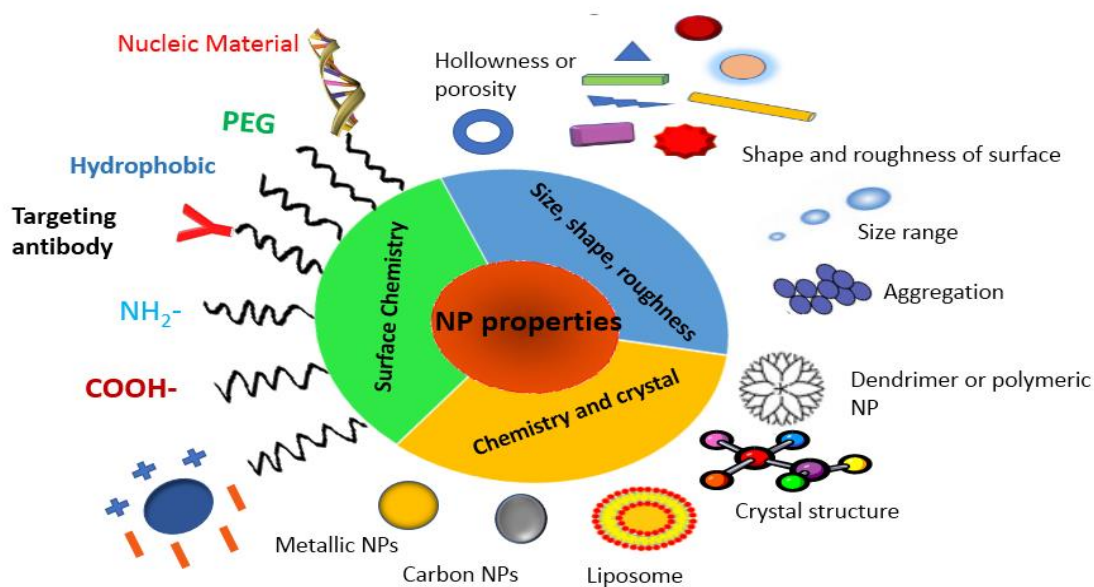 Nucleic Material
PEG
Hydrophobic
Targeting
antibody
NH₂-
COOH-
Hollowness or
porosity
Shape and roughness of surface
Size range
Aggregation
Dendrimer or polymeric
NP
Crystal structure
Liposome
Carbon NPs
Metallic NPs
Surface Chemistry
Size, shape, roughness
Chemistry and crystal
NP properties